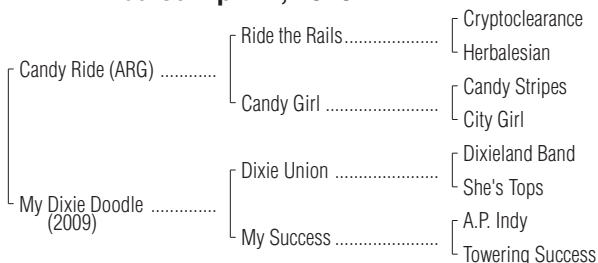 Cryptoclearance
Ride the Rails
Herbalesian
Candy Ride (ARG)
Candy Stripes
Candy Girl
City Girl
Dixieland Band
Dixie Union
She's Tops
My Dixie Doodle
(2009)
A.P. Indy
My Success
Towering Success